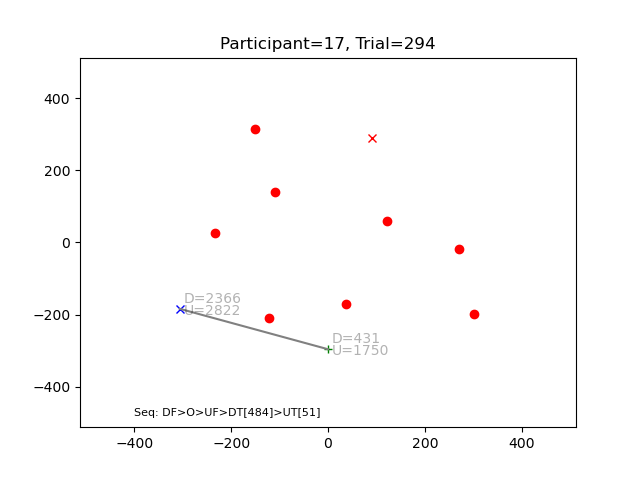 Participant=17, Trial=294
400
200
0
−200
−400
D=2366
U=2822
D=431
U=1750
Seq: DF>O>UF>DT[484]>UT[51]
−400
−200
0
200
400